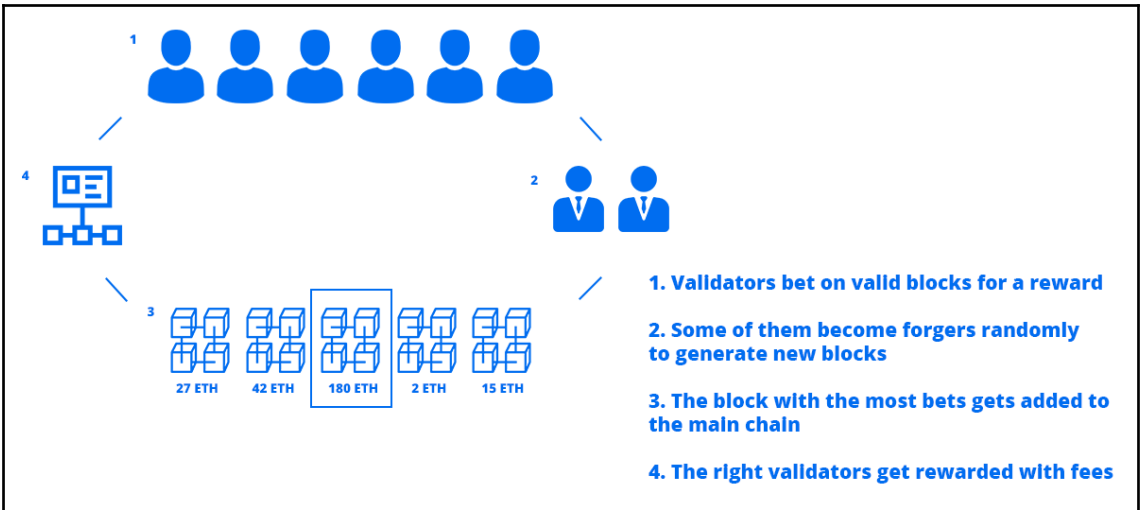 1
4
2
3
27 ETH
42 ETH
180 ETH
2 ETH
15 ETH
1. Validators bet on valid blocks for a reward
2. Some of them become forgers randomly
to generate new blocks
3. The block with the most bets gets added to
the main chain
4. The right validators get rewarded with fees